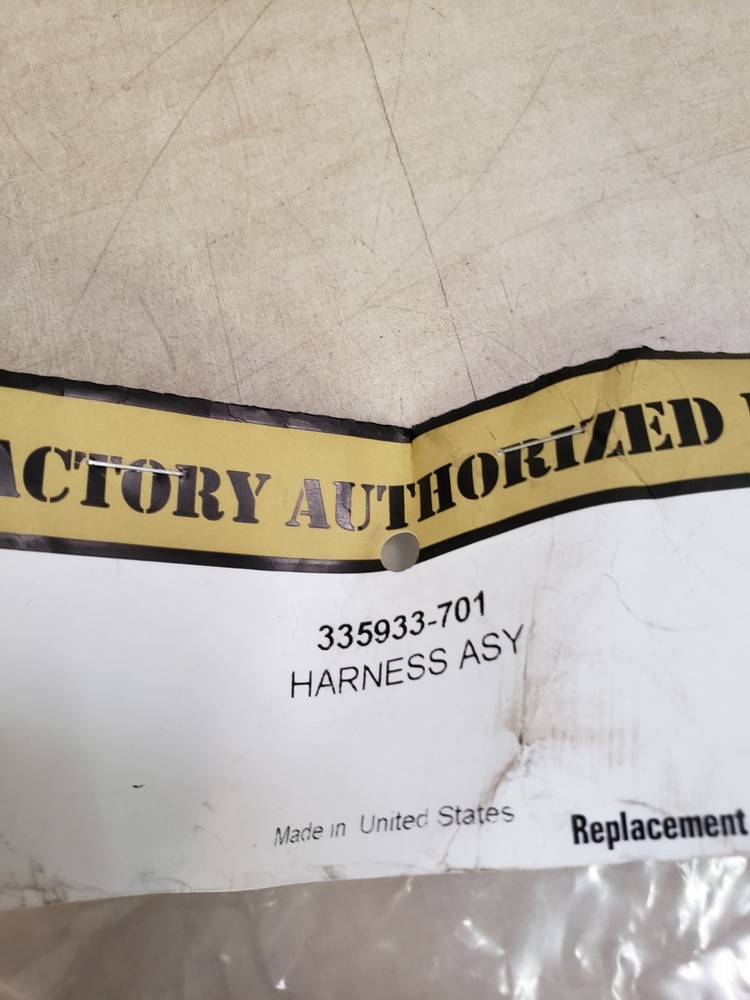 ACTORY AUTHORIZED
335933-701
HARNESS ASY
Made in United States
Replacement